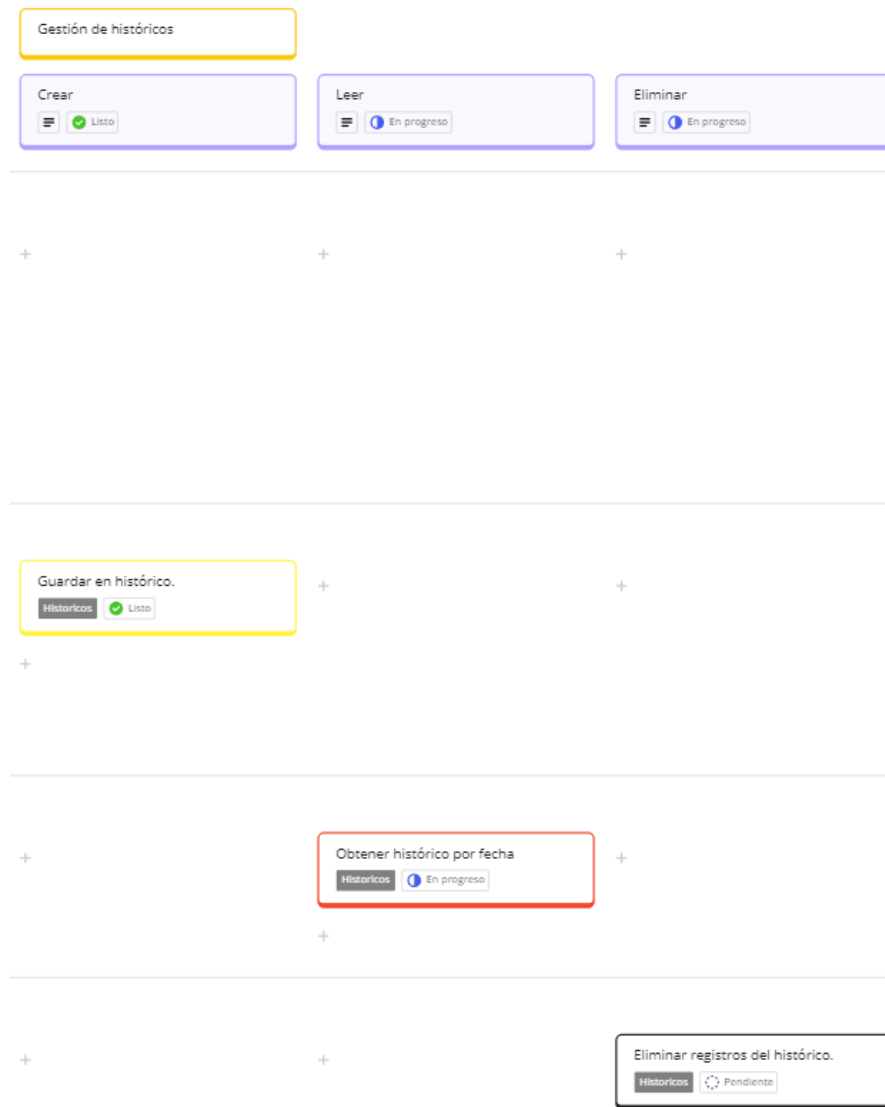 Gestión de históricos
Crear
Listo
Leer
En progreso
Eliminar
En progreso
Guardar en histórico.
Historicos Listo
Obtener histórico por fecha
Historicos En progreso
Eliminar registros del histórico.
Historicos Pendiente